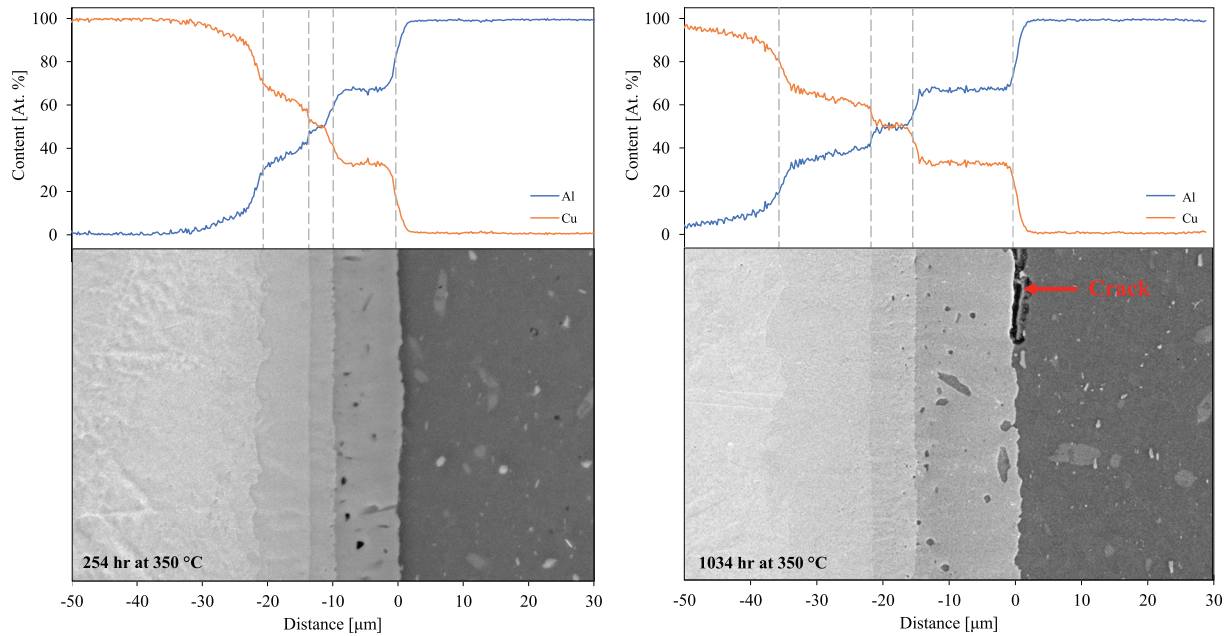 100
80
60
40
20
0
Content [At. %]
Al
Cu
254 hr at 350 °C
-50 -40 -30 -20 -10 0 10 20 30
Distance [μm]
100
80
60
40
20
0
Content [At. %]
Al
Cu
Crack
1034 hr at 350 °C
-50 -40 -30 -20 -10 0 10 20 30
Distance [μm]